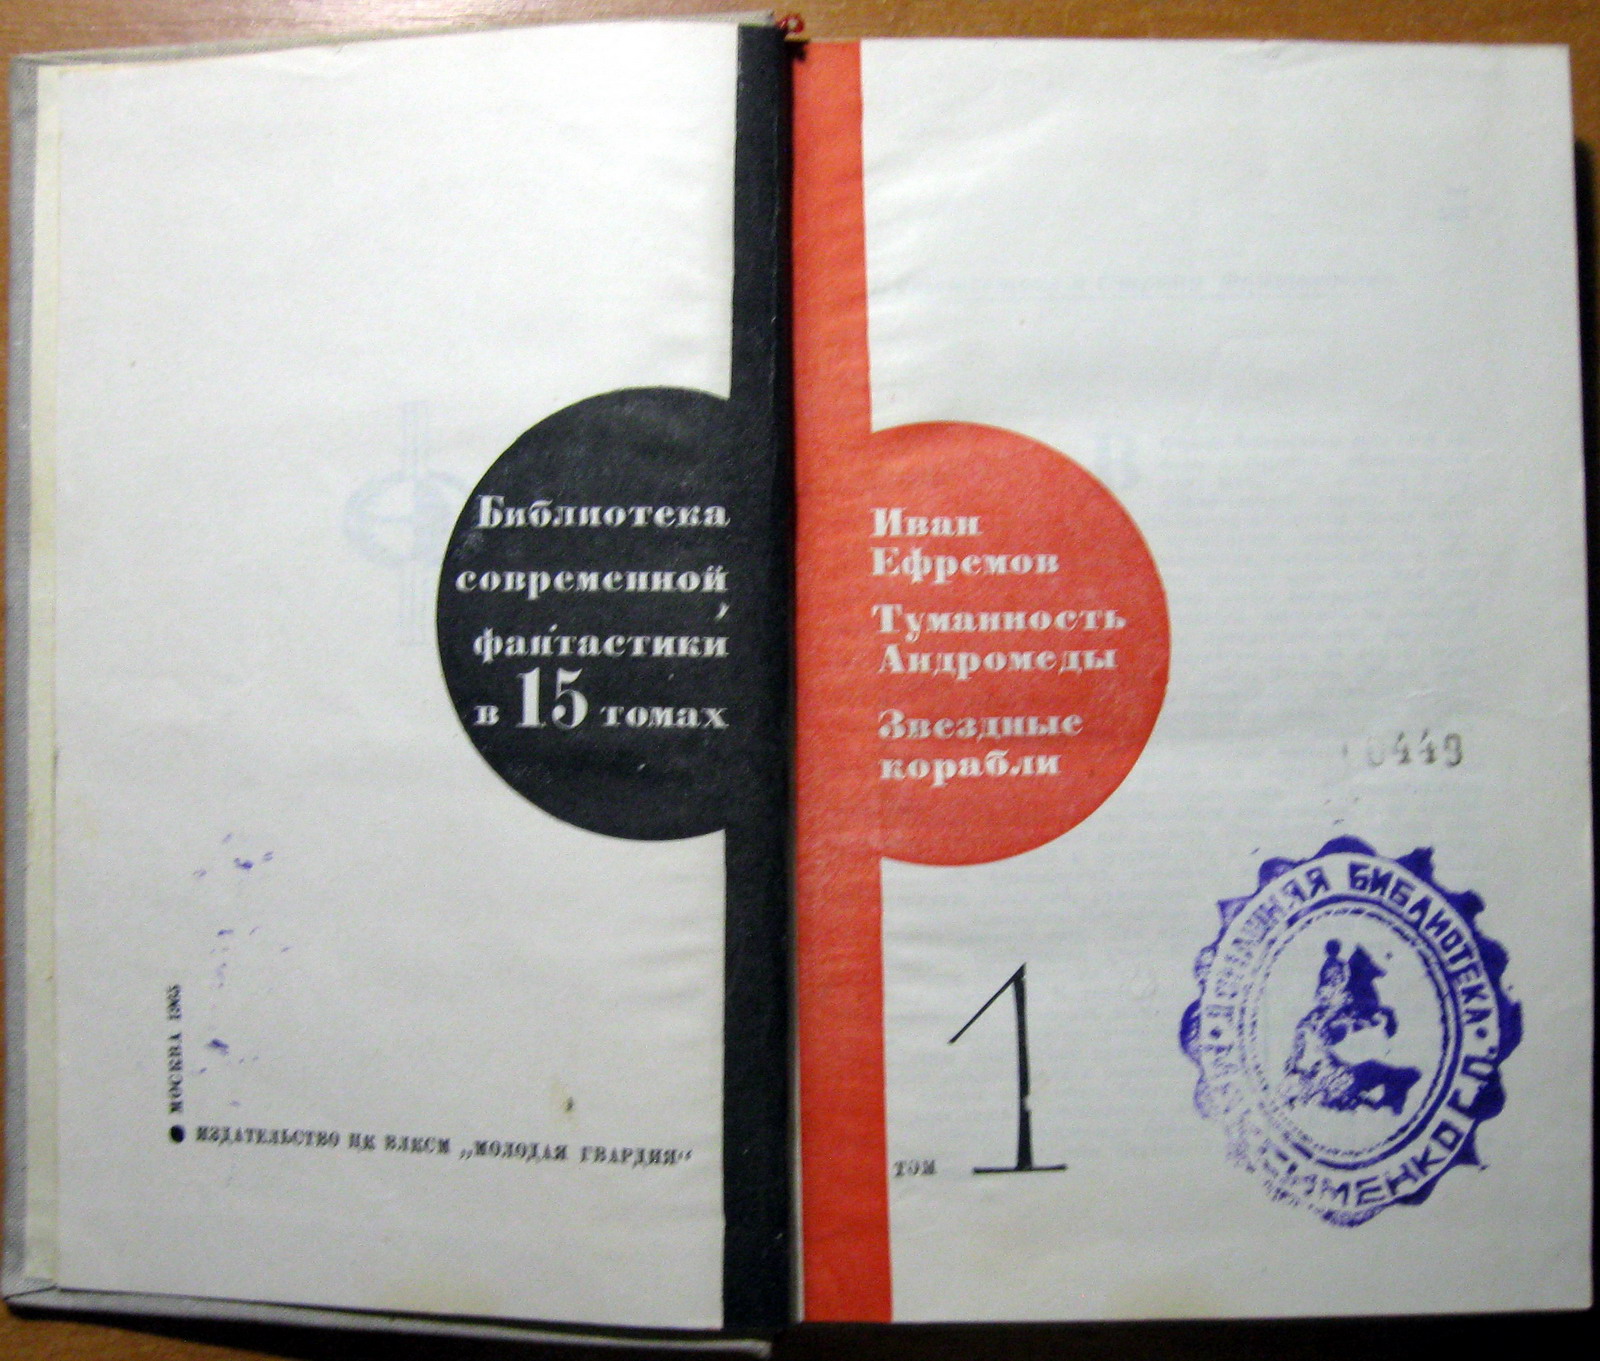 Библиотека
современной
фантастики
в 15 томах
МОСКВА 1965
ИЗДАТЕЛЬСТВО ЦК ВЛКСМ „МОЛОДАЯ ГВАРДИЯ“
Иван
Ефремов
Туманность
Андромеды
Звездные
корабли
0449
ТОМ 1
ДОМАШНЯЯ БИБЛИОТЕКА